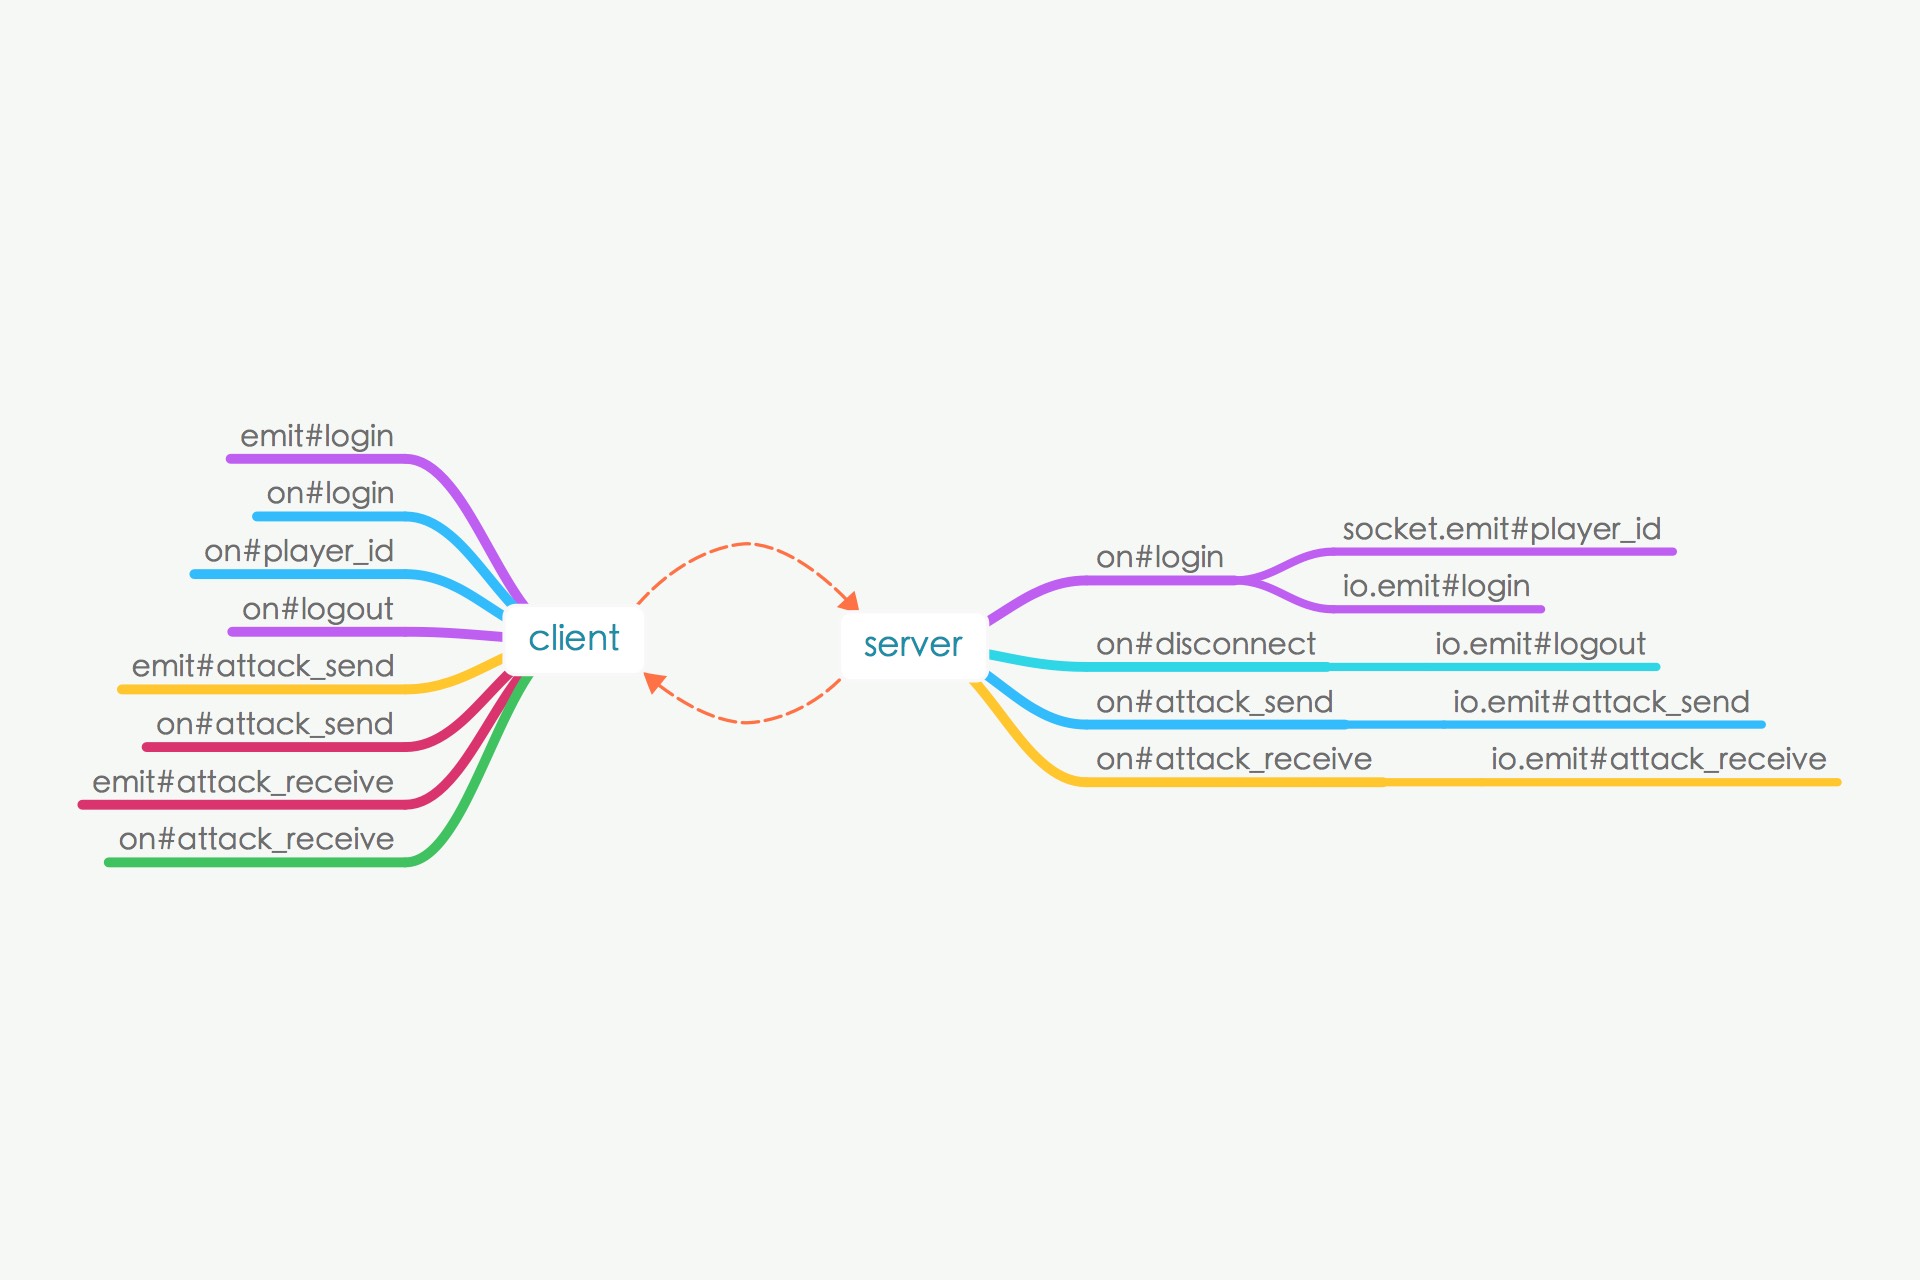 emit#login
on#login
on#player_id
on#logout
emit#attack_send
on#attack_send
emit#attack_receive
on#attack_receive
client
server
on#login
socket.emit#player_id
io.emit#login
on#disconnect
io.emit#logout
on#attack_send
io.emit#attack_send
on#attack_receive
io.emit#attack_receive